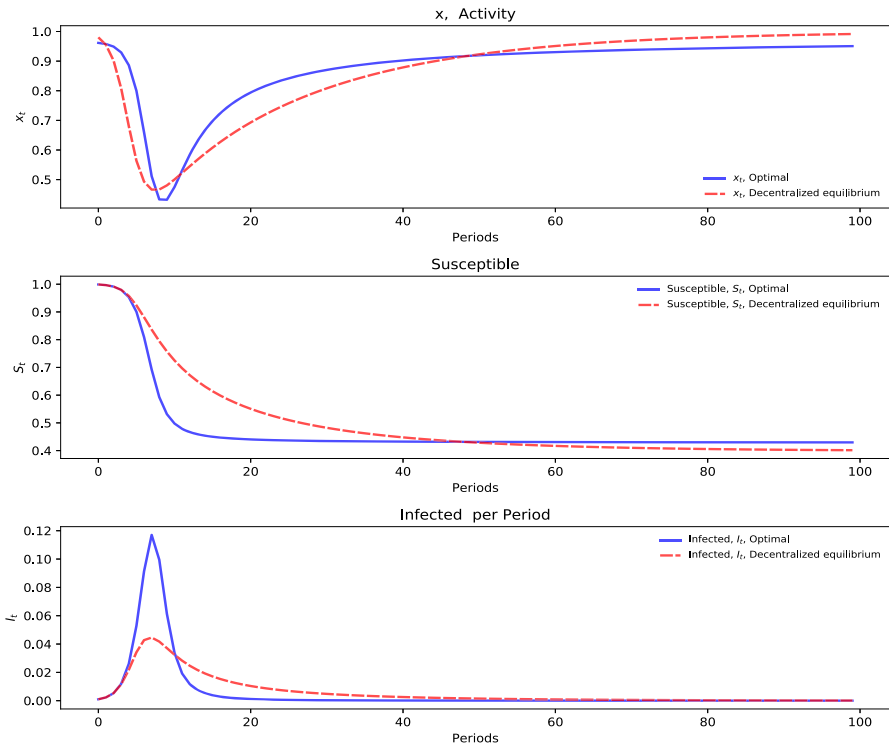 x,  Activity
1.0
0.9
0.8
0.7
0.6
0.5
x_t
x_t, Optimal
x_t, Decentralized equilibrium
0 20 40 60 80 100
Periods
Susceptible
1.0
0.9
0.8
0.7
0.6
0.5
0.4
S_t
Susceptible, S_t, Optimal
Susceptible, S_t, Decentralized equilibrium
0 20 40 60 80 100
Periods
Infected  per Period
0.12
0.10
0.08
0.06
0.04
0.02
0.00
I_t
Infected, I_t, Optimal
Infected, I_t, Decentralized equilibrium
0 20 40 60 80 100
Periods